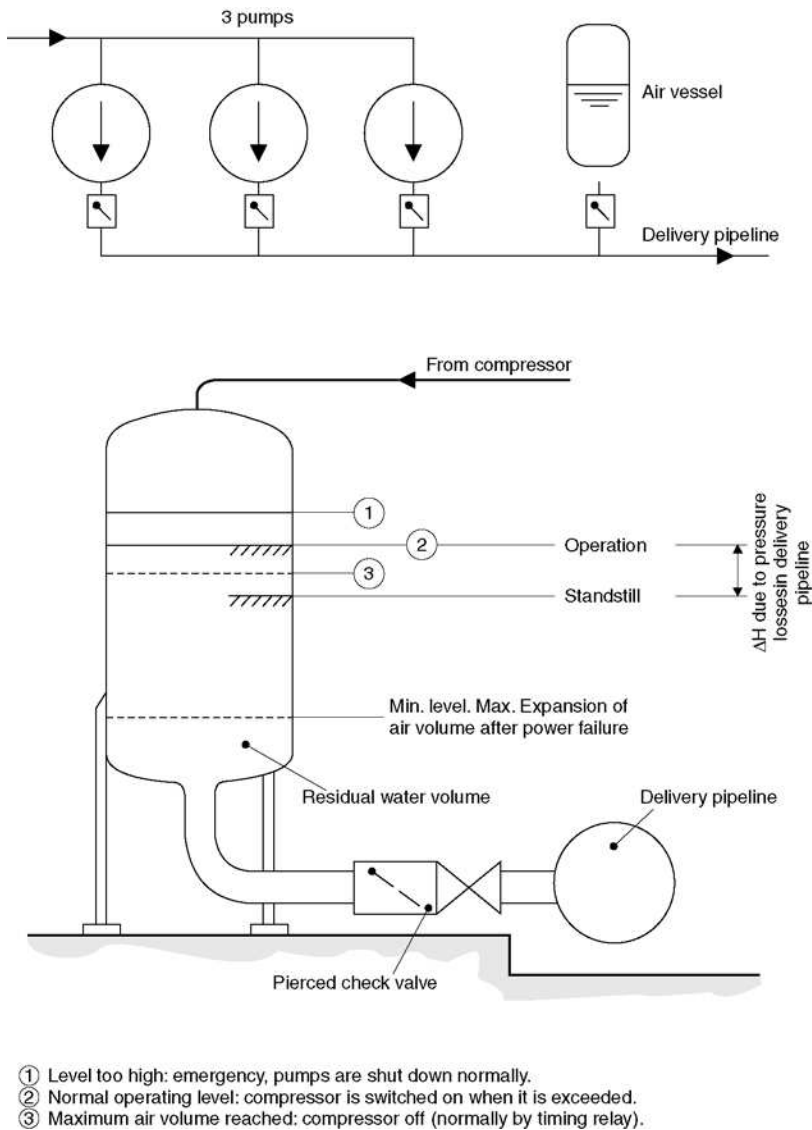 3 pumps
Air vessel
Delivery pipeline
From compressor
1
2
Operation
3
Standstill
ΔH due to pressure
lossesin delivery
pipeline
Min. level. Max. Expansion of
air volume after power failure
Residual water volume
Delivery pipeline
Pierced check valve
1 Level too high: emergency, pumps are shut down normally.
2 Normal operating level: compressor is switched on when it is exceeded.
3 Maximum air volume reached: compressor off (normally by timing relay).